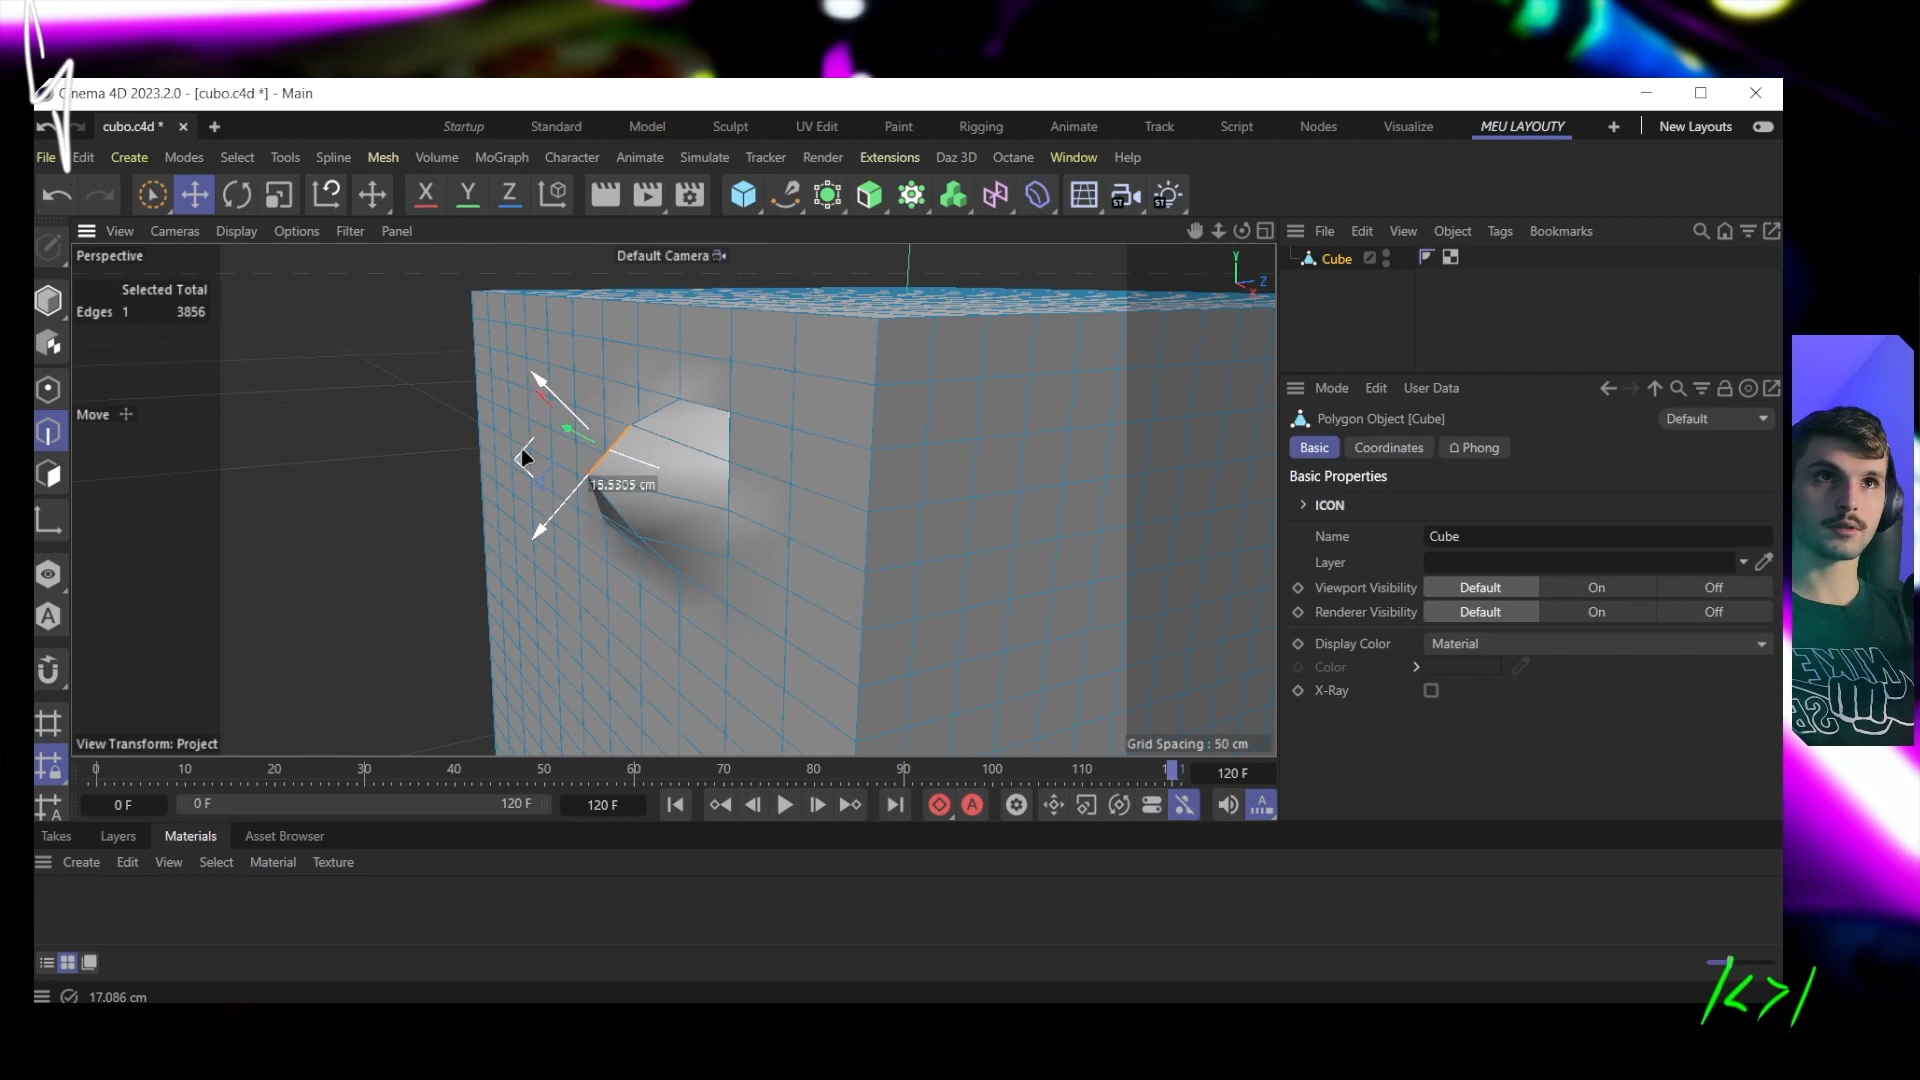 Cinema 4D 2023.2.0 - [cubo.c4d *] - Main
cubo.c4d *
Startup Standard Model Sculpt UV Edit Paint Rigging Animate Track Script Nodes Visualize MEU LAYOUTY New Layouts
File Edit Create Modes Select Tools Spline Mesh Volume MoGraph Character Animate Simulate Tracker Render Extensions Daz 3D Octane Window Help
X Y Z ST ST
View Cameras Display Options Filter Panel
File Edit View Object Tags Bookmarks
Perspective
Default Camera
Y
Z
X
Cube
Selected Total
Edges 1 3856
Mode Edit User Data
Move
Polygon Object [Cube]
Default
Basic Coordinates Phong
Basic Properties
15.5305 cm
ICON
Name Cube
Layer
Viewport Visibility Default On Off
Renderer Visibility Default On Off
Display Color Material
Color
X-Ray
View Transform: Project
Grid Spacing : 50 cm
0 10 20 30 40 50 60 70 80 90 100 110 120 F
0 F 0 F 120 F 120 F
Takes Layers Materials Asset Browser
Create Edit View Select Material Texture
17.086 cm